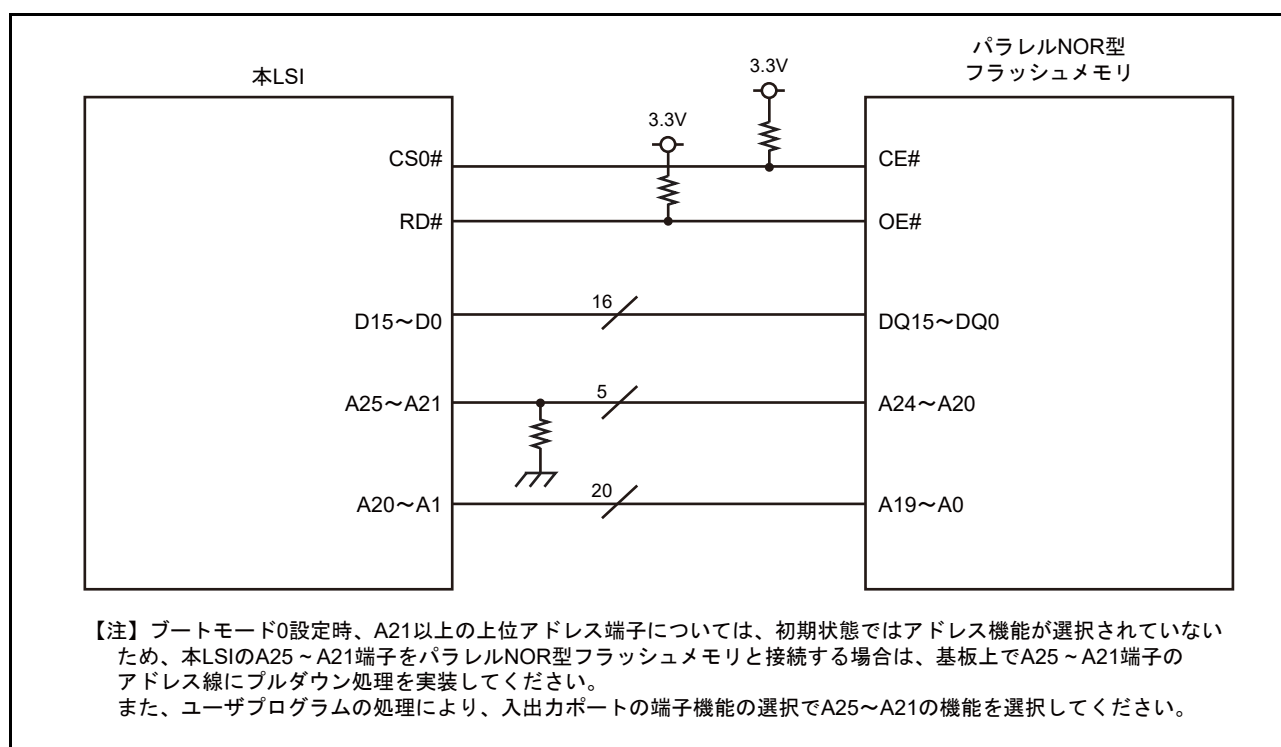 本LSI
パラレルNOR型
フラッシュメモリ
3.3V
3.3V
CS0#
CE#
RD#
OE#
D15～D0
16
DQ15～DQ0
A25～A21
5
A24～A20
A20～A1
20
A19～A0
【注】ブートモード0設定時、A21以上の上位アドレス端子については、初期状態ではアドレス機能が選択されていない
ため、本LSIのA25 ~ A21端子をパラレルNOR型フラッシュメモリと接続する場合は、基板上でA25 ~ A21端子の
アドレス線にプルダウン処理を実装してください。
また、ユーザプログラムの処理により、入出力ポートの端子機能の選択でA25～A21の機能を選択してください。